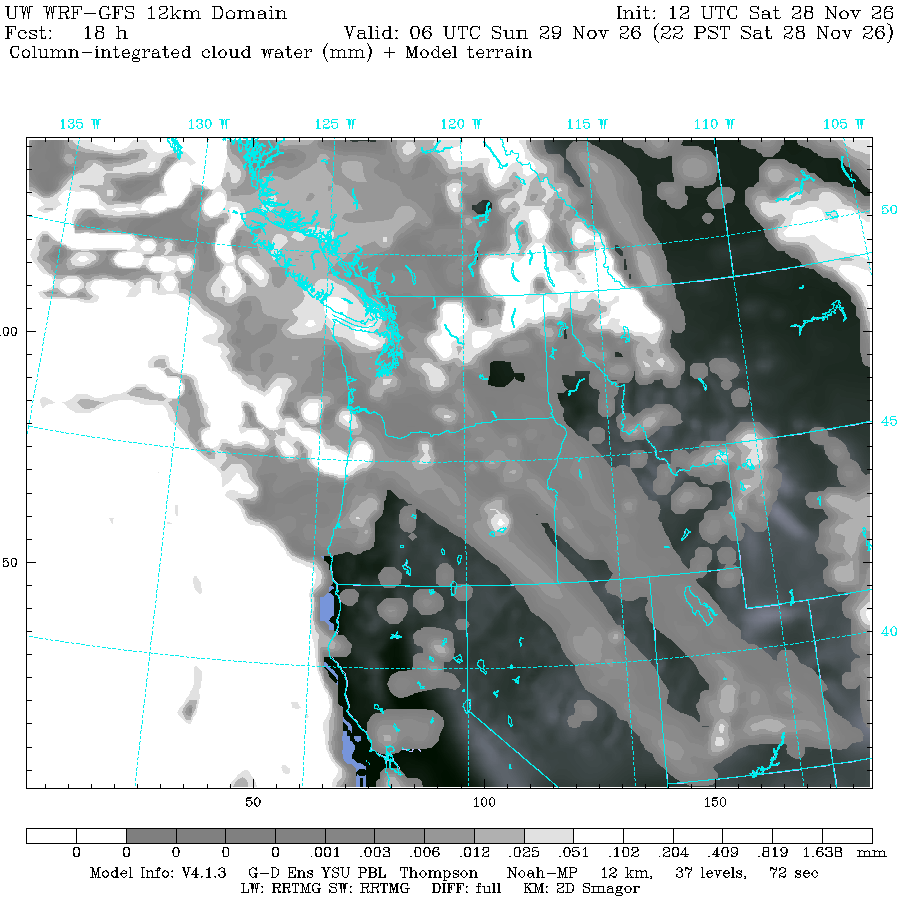 UW WRF-GFS 12km Domain Init: 12 UTC Sat 28 Nov 26
Fcst: 18 h Valid: 06 UTC Sun 29 Nov 26 (22 PST Sat 28 Nov 26)
Column-integrated cloud water (mm) + Model terrain
135 W 130 W 125 W 120 W 115 W 110 W 105 W
50
00
45
50
40
50 100 150
0 0 0 0 .001 .003 .006 .012 .025 .051 .102 .204 .409 .819 1.638 mm
Model Info: V4.1.3 G-D Ens YSU PBL Thompson Noah-MP 12 km, 37 levels, 72 sec
LW: RRTMG SW: RRTMG DIFF: full KM: 2D Smagor